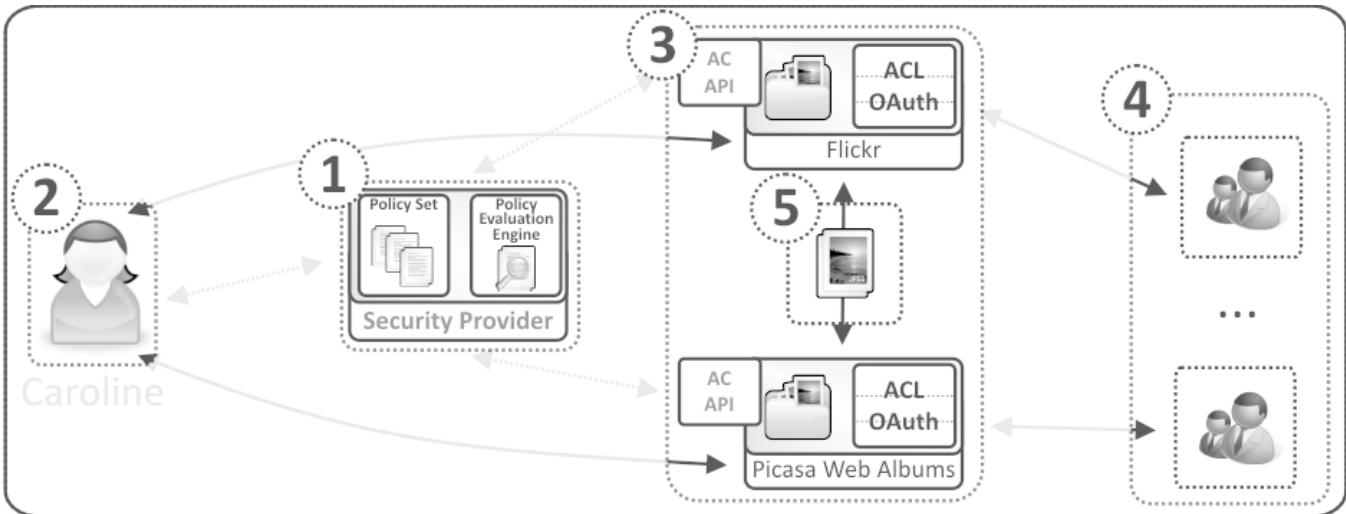 3
AC
API
ACL
OAuth
Flickr
4
1
2
Policy Set
Policy
Evaluation
Engine
5
JPEG
Security Provider
...
Caroline
AC
API
ACL
OAuth
Picasa Web Albums